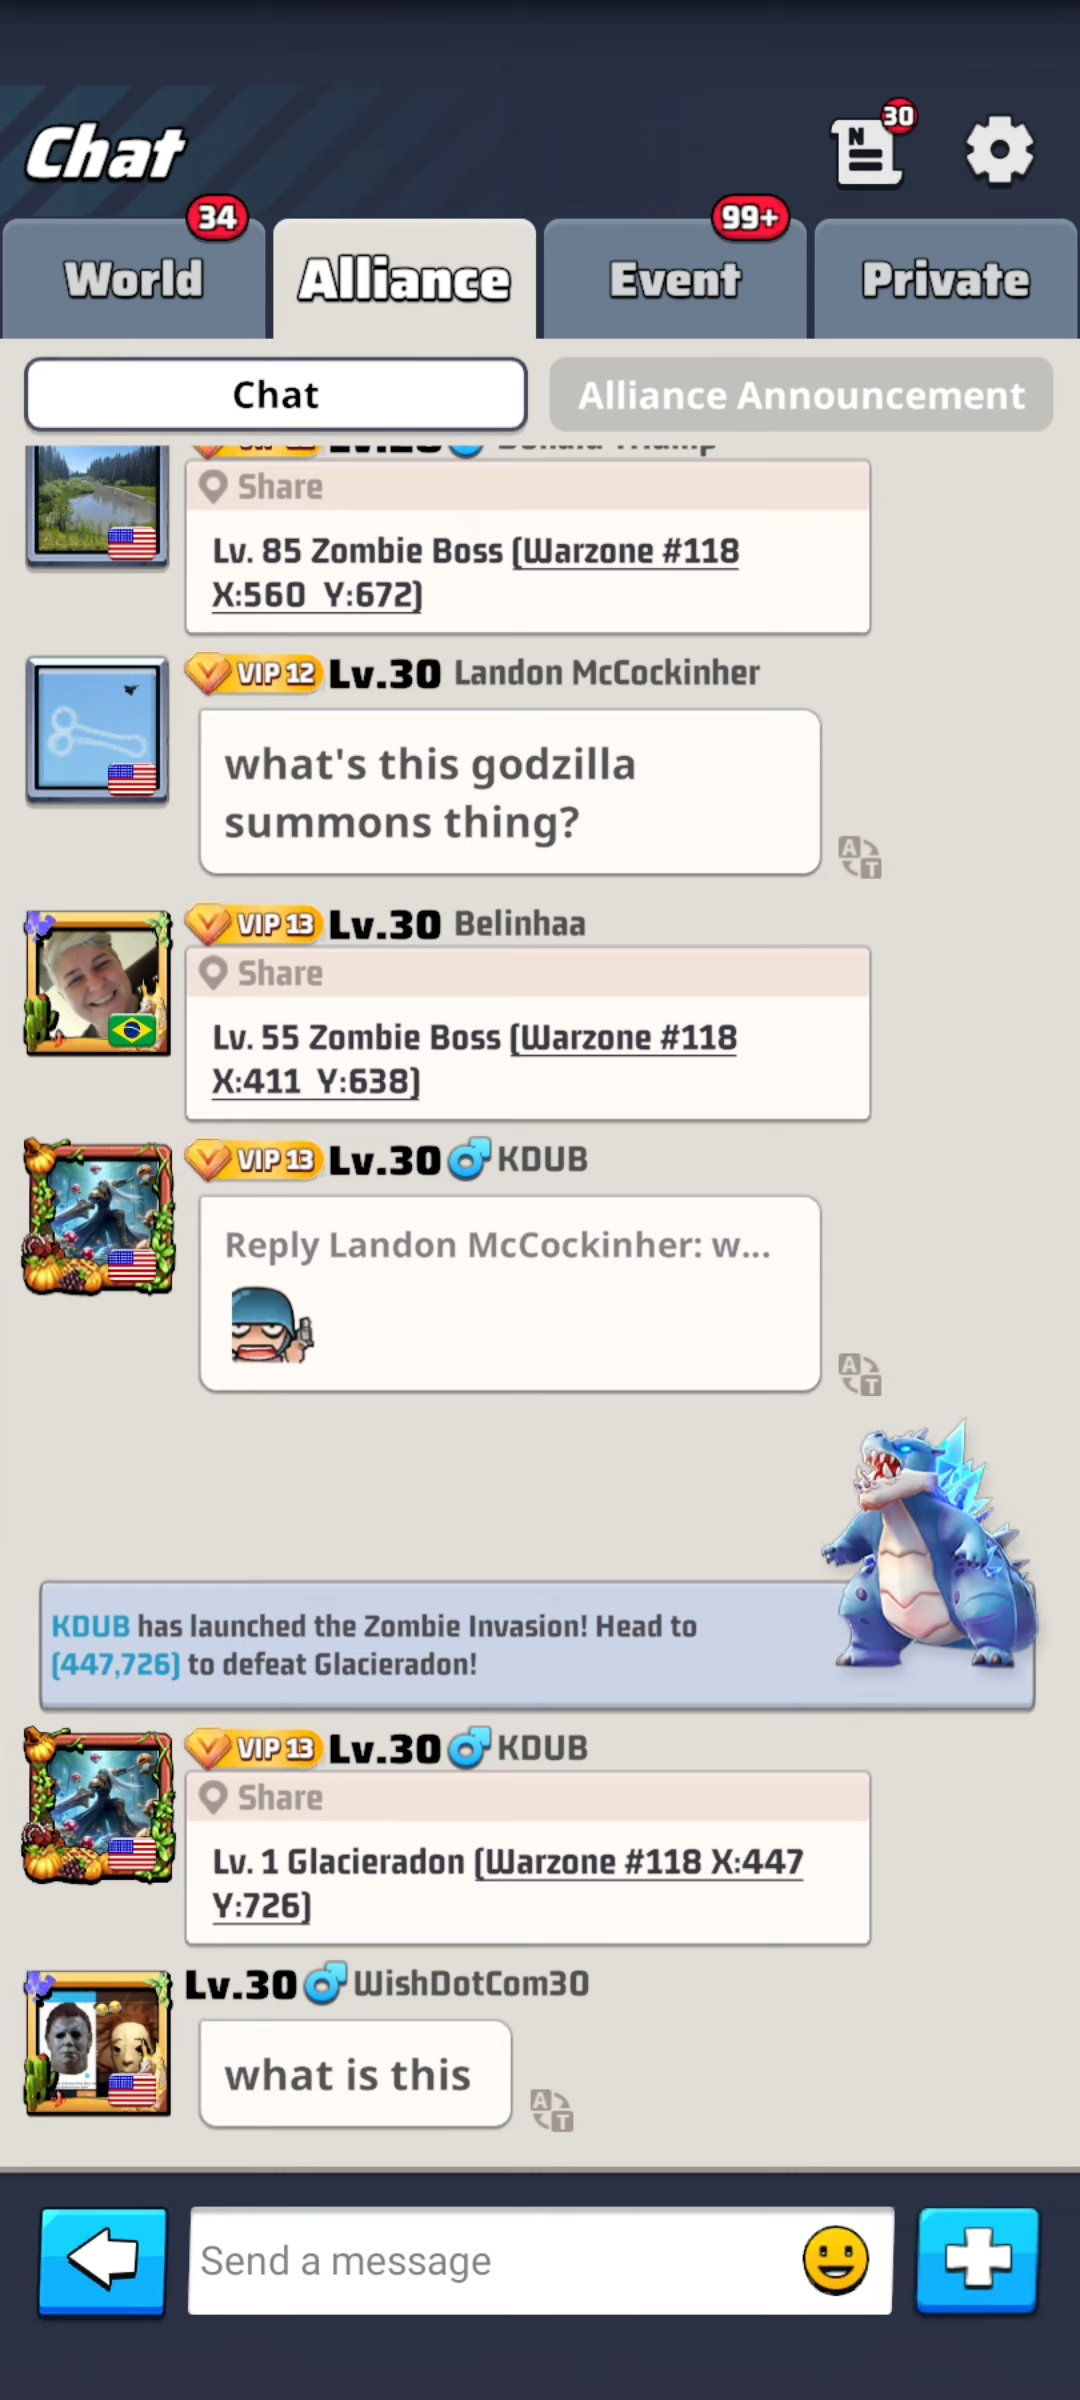 Chat
30
34
99+
World
Alliance
Event
Private
Chat
Alliance Announcement
Share
Lv. 85 Zombie Boss (Warzone #118
X:560 Y:672)
VIP 12 Lv.30 Landon McCockinher
what's this godzilla
summons thing?
VIP 13 Lv.30 Belinhaa
Share
Lv. 55 Zombie Boss (Warzone #118
X:411 Y:638)
VIP 13 Lv.30 KDUB
Reply Landon McCockinher: w...
KDUB has launched the Zombie Invasion! Head to
(447,726) to defeat Glacieradon!
VIP 13 Lv.30 KDUB
Share
Lv. 1 Glacieradon (Warzone #118 X:447
Y:726)
Lv.30 WishDotCom30
what is this
Send a message